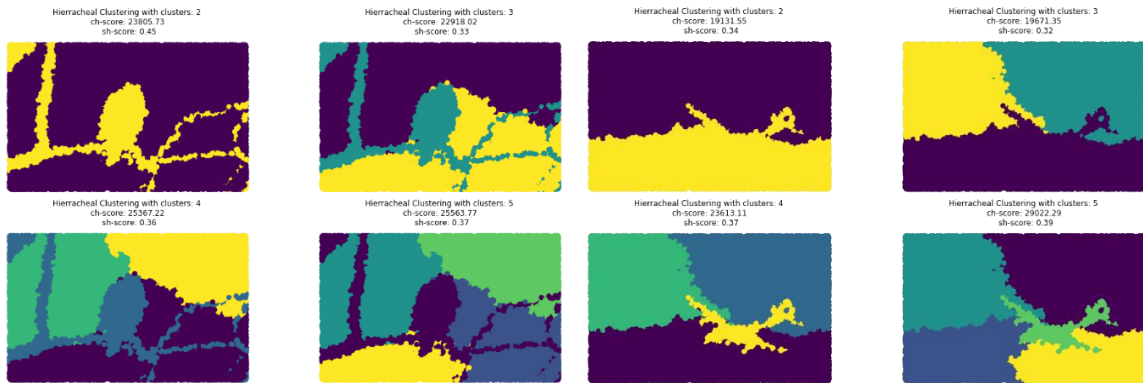 Hierracheal Clustering with clusters: 2
ch-score: 23805.73
sh-score: 0.45
Hierracheal Clustering with clusters: 3
ch-score: 22918.02
sh-score: 0.33
Hierracheal Clustering with clusters: 2
ch-score: 19131.55
sh-score: 0.34
Hierracheal Clustering with clusters: 3
ch-score: 19671.35
sh-score: 0.32
Hierracheal Clustering with clusters: 4
ch-score: 25367.22
sh-score: 0.36
Hierracheal Clustering with clusters: 5
ch-score: 25563.77
sh-score: 0.37
Hierracheal Clustering with clusters: 4
ch-score: 23613.11
sh-score: 0.37
Hierracheal Clustering with clusters: 5
ch-score: 29022.29
sh-score: 0.39